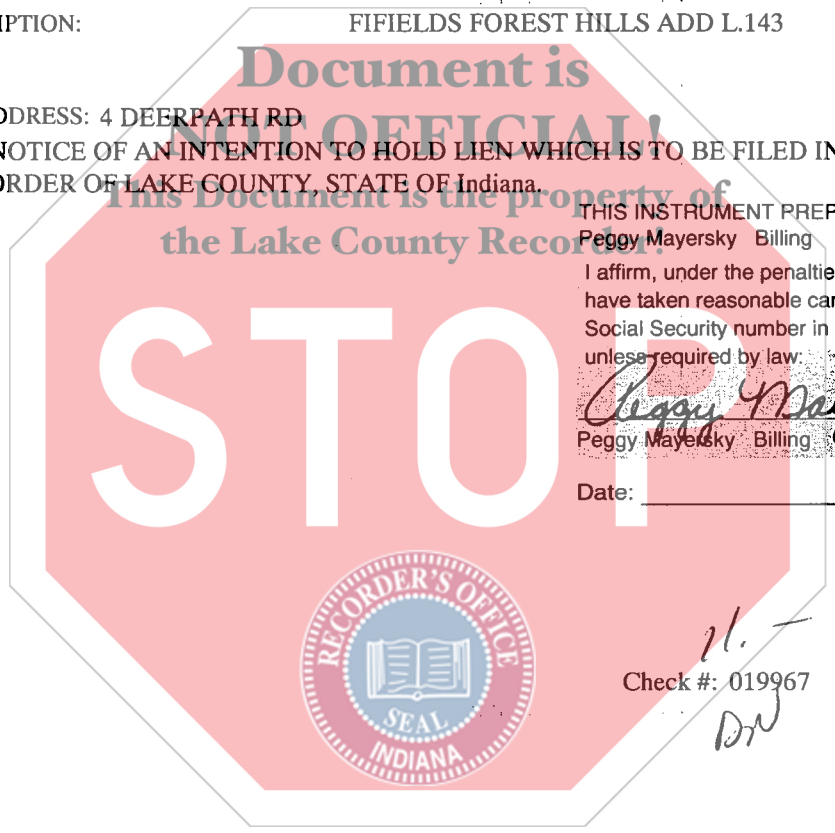 IPTION: FIFIELDS FOREST HILLS ADD L.143
Document is
DDRESS: 4 DEERPATH RD
NOT OFFICIAL!
NOTICE OF AN INTENTION TO HOLD LIEN WHICH IS TO BE FILED IN
ORDER OF LAKE COUNTY, STATE OF Indiana.
This Document is the property of
the Lake County Recorder!
THIS INSTRUMENT PREP
Peggy Mayersky Billing
I affirm, under the penaltie
have taken reasonable car
Social Security number in
unless required by law:
Peggy Ma
Peggy Mayersky Billing
Date:
STOP
RECORDER'S OFFICE
SEAL
INDIANA
11. —
Check #: 019967